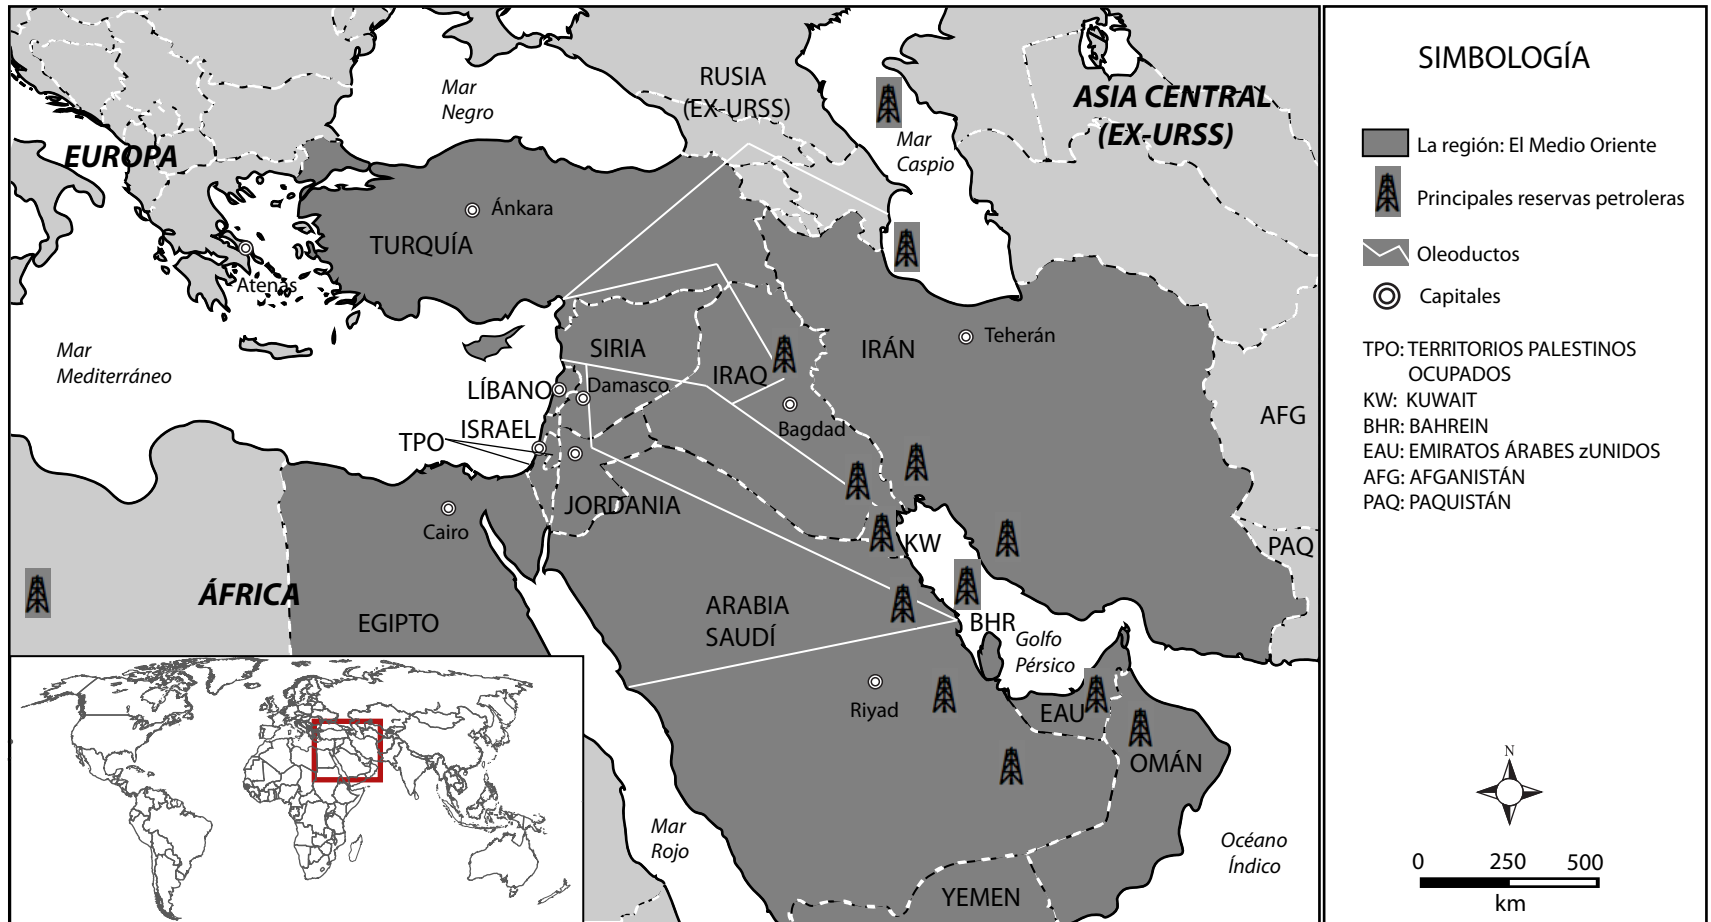 Mar
Negro
RUSIA
(EX-URSS)
Mar
Caspio
ASIA CENTRAL
(EX-URSS)
EUROPA
Ánkara
TURQUÍA
Atenas
Mar
Mediterráneo
SIRIA
LÍBANO
Damasco
IRAQ
IRÁN
Teherán
AFG
TPO
ISRAEL
Bagdad
JORDANIA
Cairo
KW
PAQ
ÁFRICA
EGIPTO
ARABIA
SAUDÍ
BHR
Golfo
Pérsico
Riyad
EAU
OMÁN
Mar
Rojo
Océano
Índico
YEMEN
SIMBOLOGÍA
La región: El Medio Oriente
Principales reservas petroleras
Oleoductos
Capitales
TPO: TERRITORIOS PALESTINOS
OCUPADOS
KW: KUWAIT
BHR: BAHREIN
EAU: EMIRATOS ÁRABES zUNIDOS
AFG: AFGANISTÁN
PAQ: PAQUISTÁN
N
0 250 500
km